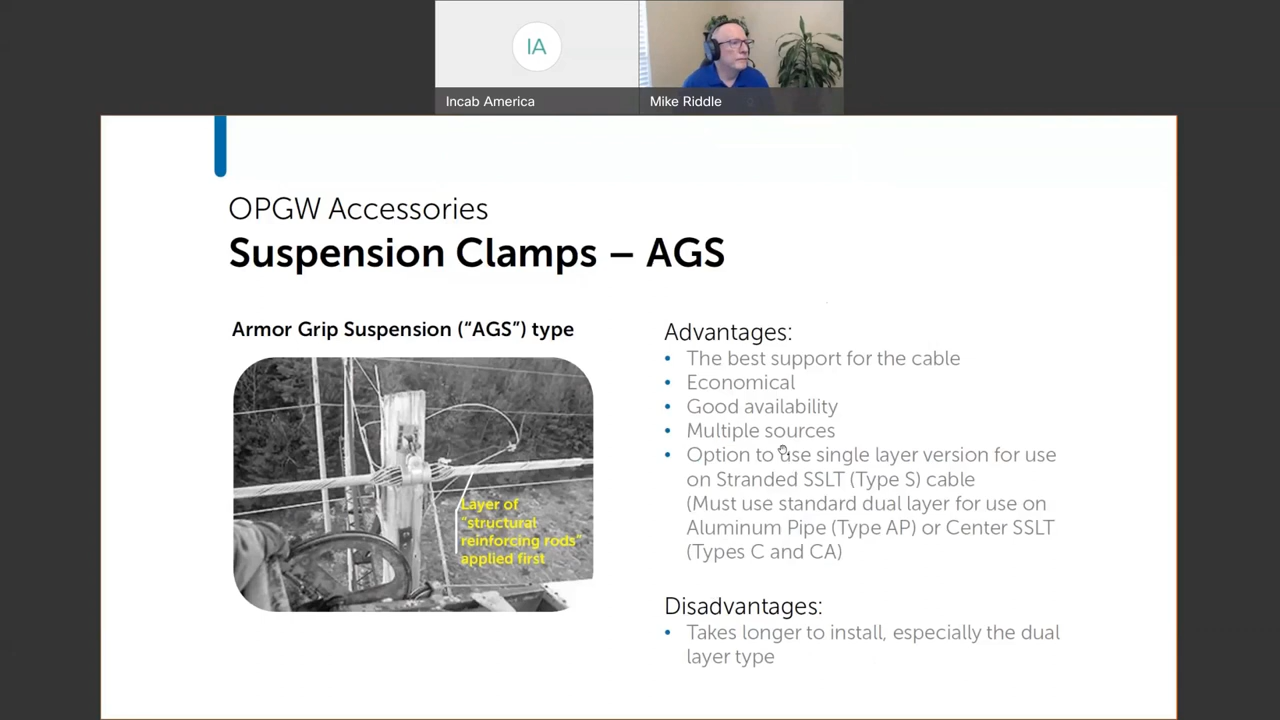 IA
Incab America
Mike Riddle
OPGW Accessories
Suspension Clamps – AGS
Armor Grip Suspension (“AGS”) type
Layer of
“structural
reinforcing rods”
applied first
Advantages:
• The best support for the cable
• Economical
• Good availability
• Multiple sources
• Option to use single layer version for use
on Stranded SSLT (Type S) cable
(Must use standard dual layer for use on
Aluminum Pipe (Type AP) or Center SSLT
(Types C and CA)
Disadvantages:
• Takes longer to install, especially the dual
layer type